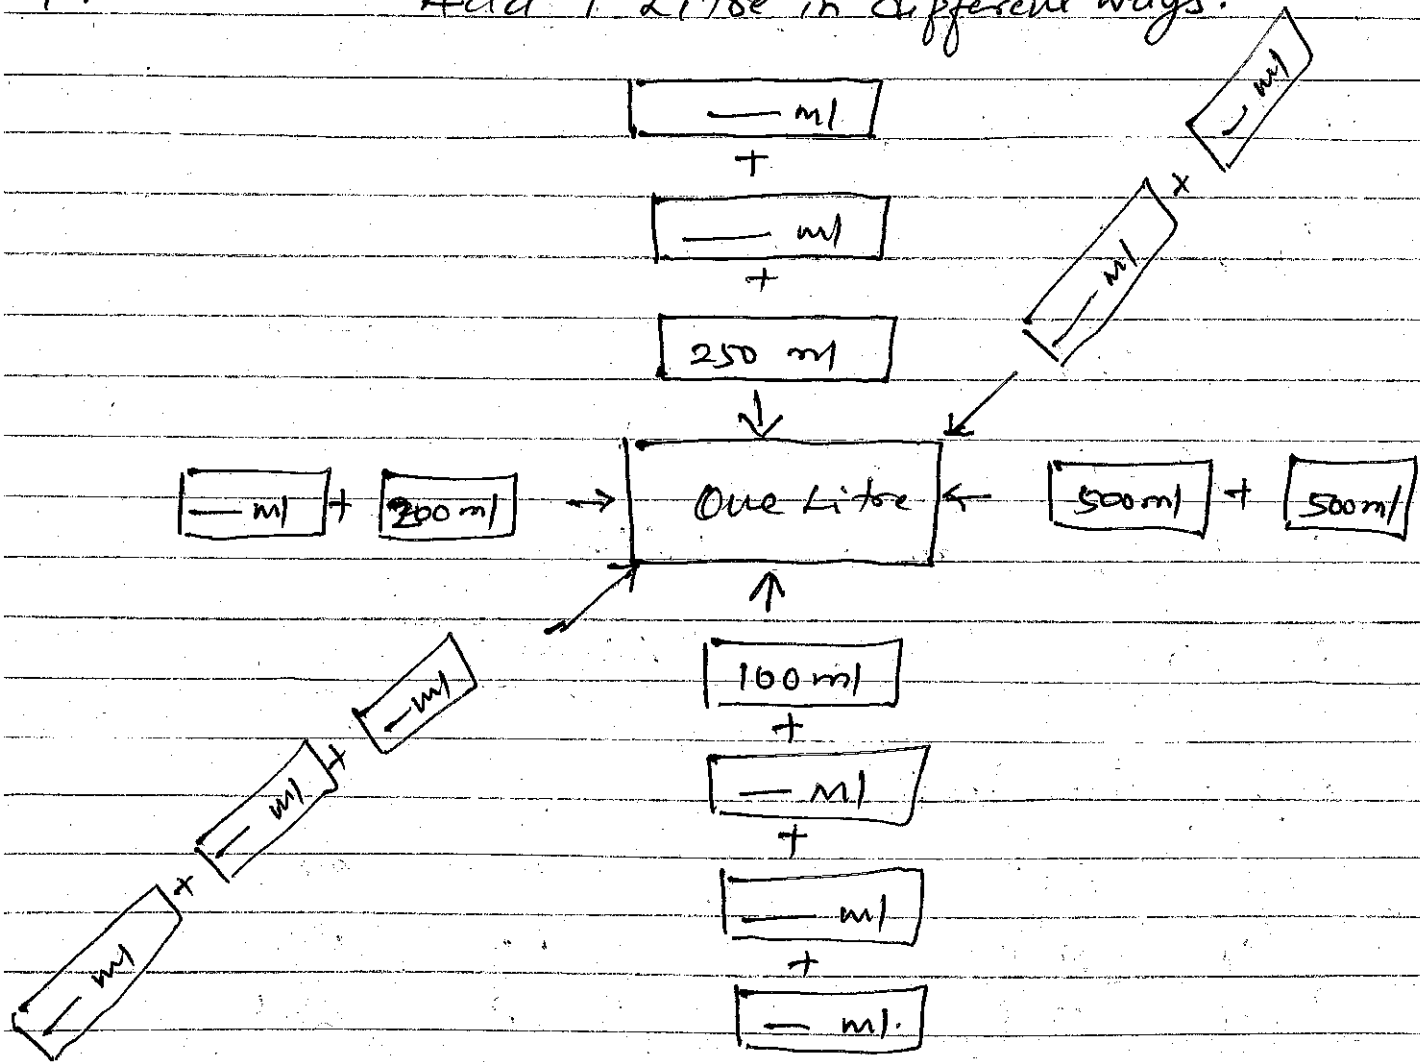 Add 1 Litre in different ways.
— ml
+
— ml
+
250 ml
— ml + — ml
— ml + 200 ml → One Litre ← 500 ml + 500 ml
100 ml
+
— ml
+
— ml
+
— ml.
— ml + — ml + — ml